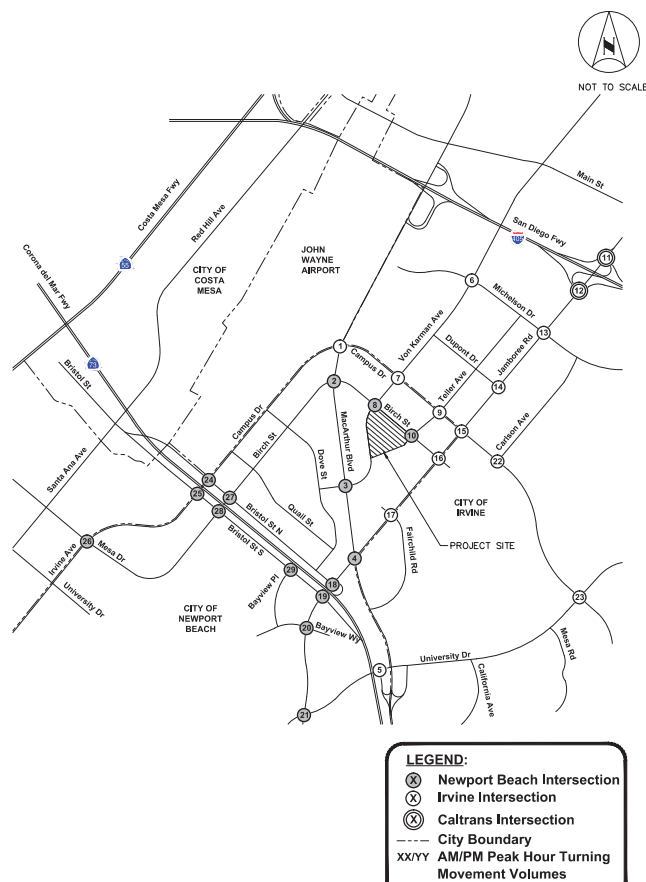 N
NOT TO SCALE
Main St
Costa Mesa Fwy
Red Hill Ave
San Diego Fwy
405
JOHN
WAYNE
AIRPORT
CITY OF
COSTA
MESA
55
Corona del Mar Fwy
11
12
6
Michelson Dr
Von Karman Ave
13
1
Campus Dr
Dupont Dr
Jamboree Rd
73
Bristol St
7
Teller Ave
14
2
8
Birch St
9
Carlson Ave
MacArthur Blvd
10
15
Campus Dr
Birch St
Dove St
16
22
Santa Ana Ave
24
3
CITY OF
IRVINE
25
27
Quail St
17
28
Bristol St N
Fairchild Rd
PROJECT SITE
26
Mesa Dr
Bristol St S
4
Irvine Ave
29
18
University Dr
Bayview Pl
19
23
CITY OF
NEWPORT
BEACH
20
Bayview Wy
University Dr
Mesa Rd
5
California Ave
21
LEGEND:
X Newport Beach Intersection
X Irvine Intersection
X Caltrans Intersection
City Boundary
XX/YY AM/PM Peak Hour Turning
Movement Volumes